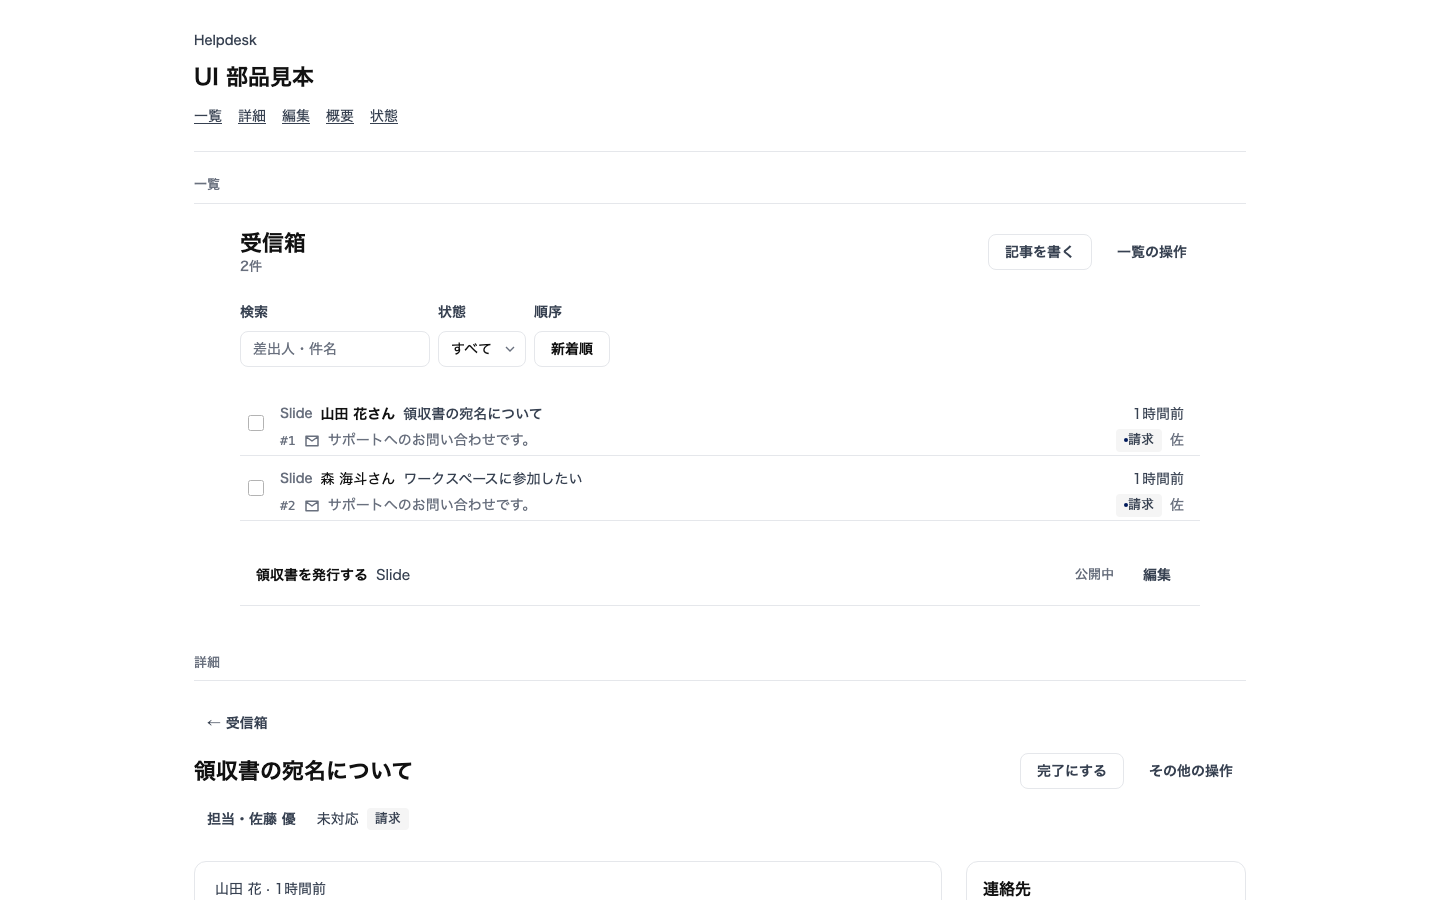 Helpdesk
UI 部品見本
一覧 詳細 編集 概要 状態
一覧
受信箱
2件
記事を書く 一覧の操作
検索 状態 順序
差出人・件名 すべて 新着順
Slide 山田 花さん 領収書の宛名について 1時間前
#1 サポートへのお問い合わせです。 •請求 佐
Slide 森 海斗さん ワークスペースに参加したい 1時間前
#2 サポートへのお問い合わせです。 •請求 佐
領収書を発行する Slide 公開中 編集
詳細
← 受信箱
領収書の宛名について 完了にする その他の操作
担当・佐藤 優 未対応 請求
山田 花 · 1時間前 連絡先